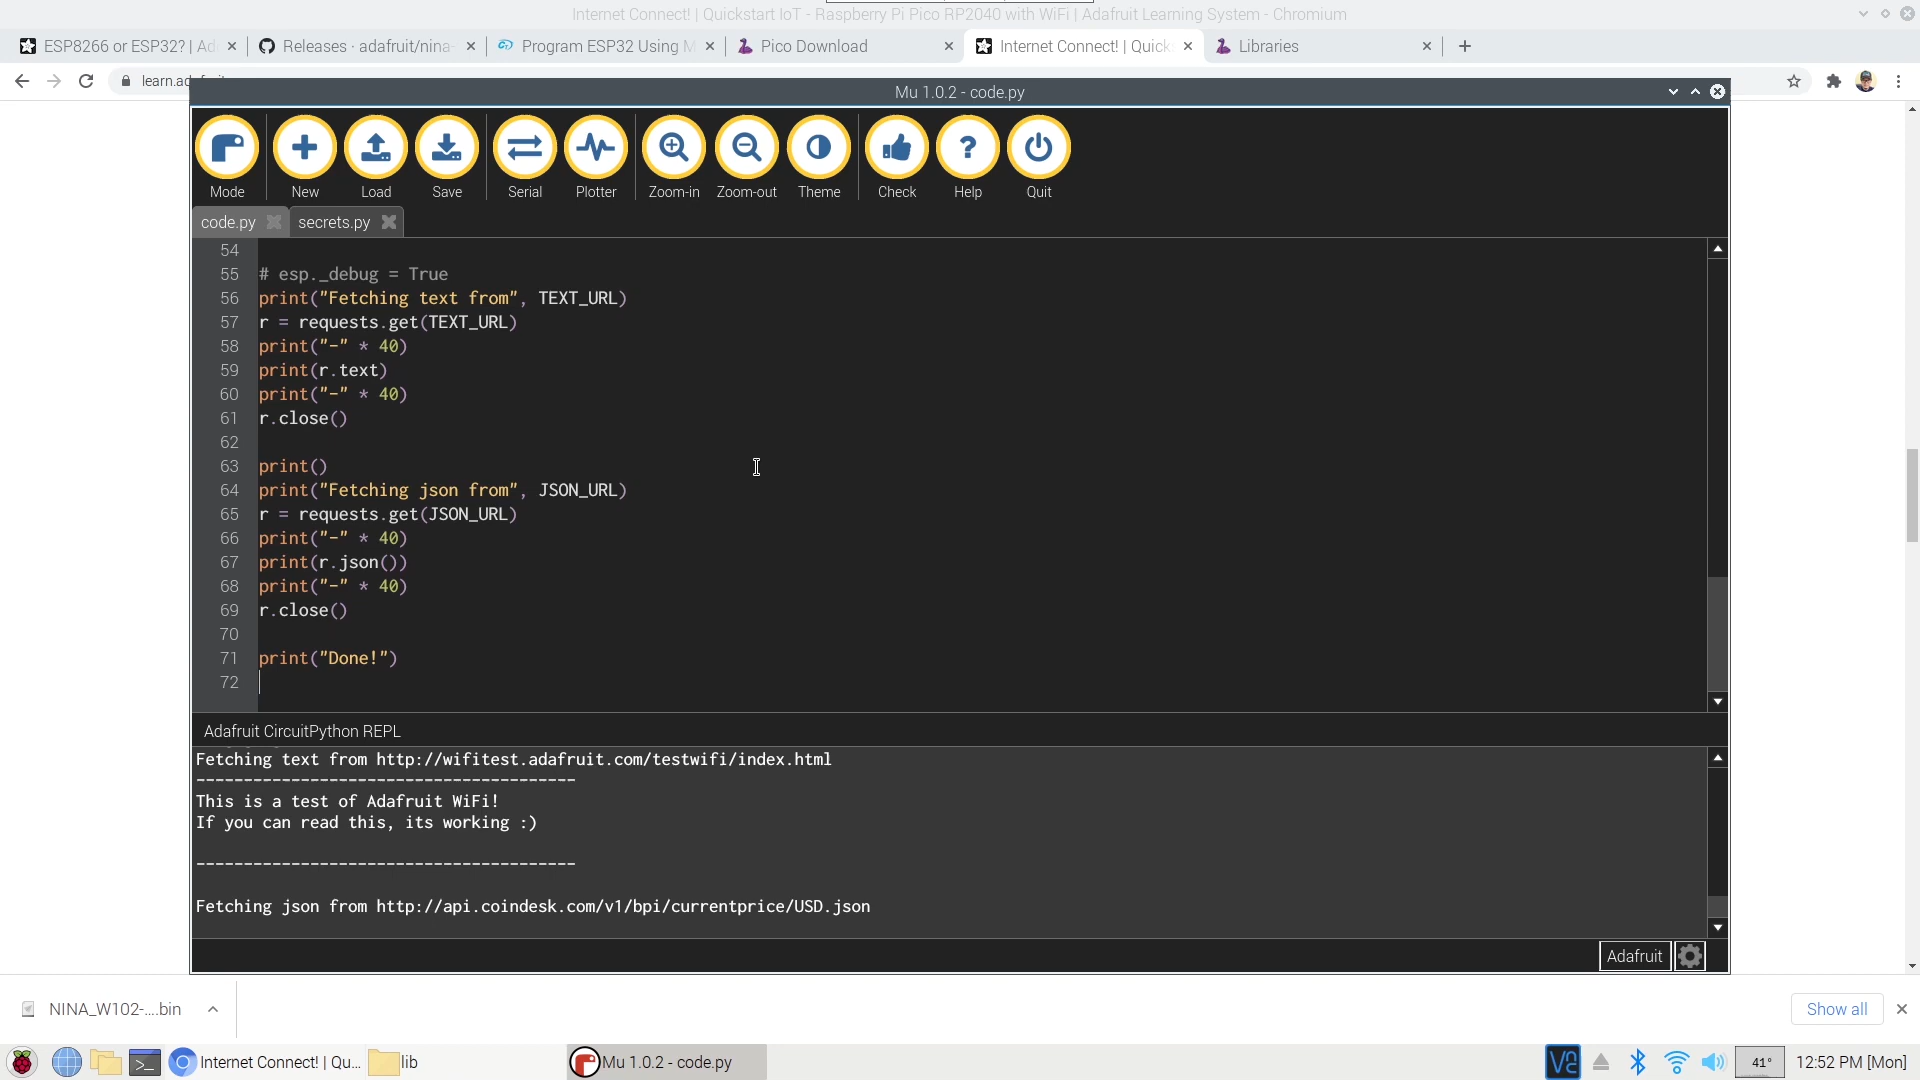 Internet Connect! | Quickstart IoT - Raspberry Pi Pico RP2040 with WiFi | Adafruit Learning System - Chromium
ESP8266 or ESP32? | Ad
Releases · adafruit/nina-
Program ESP32 Using M
Pico Download
Internet Connect! | Quick
Libraries
learn.ad
Mu 1.0.2 - code.py
Mode
New
Load
Save
Serial
Plotter
Zoom-in
Zoom-out
Theme
Check
Help
Quit
code.py
secrets.py
54
55 # esp._debug = True
56 print("Fetching text from", TEXT_URL)
57 r = requests.get(TEXT_URL)
58 print("-" * 40)
59 print(r.text)
60 print("-" * 40)
61 r.close()
62
63 print()
64 print("Fetching json from", JSON_URL)
65 r = requests.get(JSON_URL)
66 print("-" * 40)
67 print(r.json())
68 print("-" * 40)
69 r.close()
70
71 print("Done!")
72
Adafruit CircuitPython REPL
Fetching text from http://wifitest.adafruit.com/testwifi/index.html
----------------------------------------
This is a test of Adafruit WiFi!
If you can read this, its working :)
----------------------------------------
Fetching json from http://api.coindesk.com/v1/bpi/currentprice/USD.json
Adafruit
NINA_W102-....bin
Show all
Internet Connect! | Qu...
lib
Mu 1.0.2 - code.py
41°
12:52 PM [Mon]